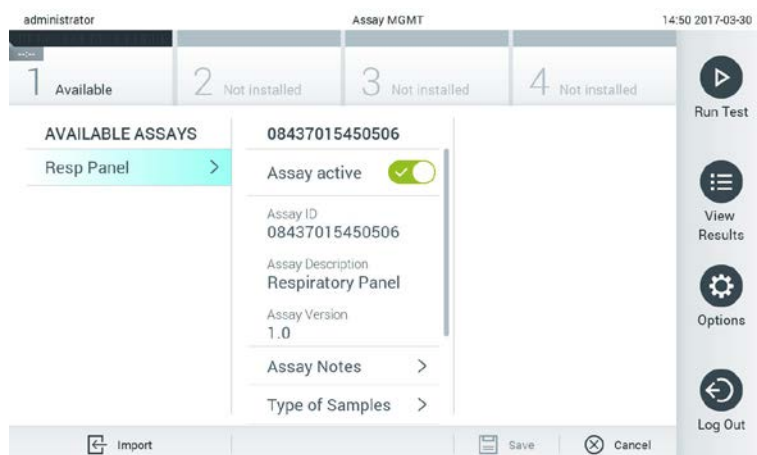 administrator
Assay MGMT
14:50 2017-03-30
--:--
1 Available
2 Not installed
3 Not installed
4 Not installed
Run Test
AVAILABLE ASSAYS
Resp Panel >
08437015450506
Assay active
Assay ID
08437015450506
Assay Description
Respiratory Panel
Assay Version
1.0
Assay Notes >
Type of Samples >
View
Results
Options
Log Out
Import
Save
Cancel